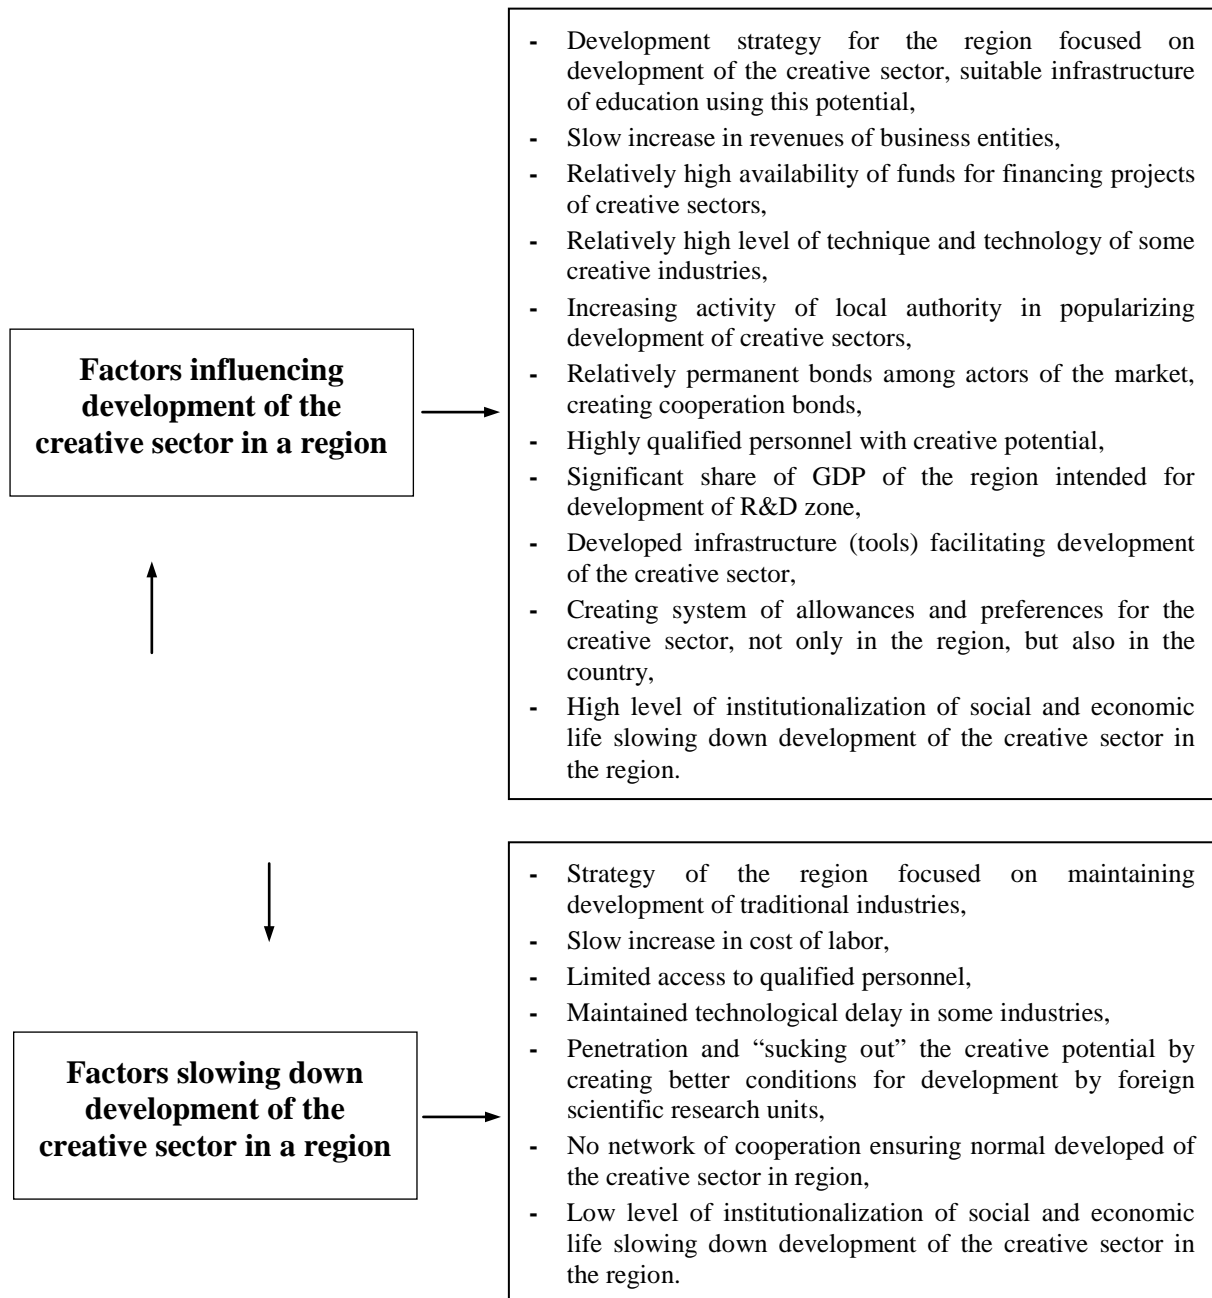 Factors influencing
development of the
creative sector in a region
- Development strategy for the region focused on
development of the creative sector, suitable infrastructure
of education using this potential,
- Slow increase in revenues of business entities,
- Relatively high availability of funds for financing projects
of creative sectors,
- Relatively high level of technique and technology of some
creative industries,
- Increasing activity of local authority in popularizing
development of creative sectors,
- Relatively permanent bonds among actors of the market,
creating cooperation bonds,
- Highly qualified personnel with creative potential,
- Significant share of GDP of the region intended for
development of R&D zone,
- Developed infrastructure (tools) facilitating development
of the creative sector,
- Creating system of allowances and preferences for the
creative sector, not only in the region, but also in the
country,
- High level of institutionalization of social and economic
life slowing down development of the creative sector in
the region.
Factors slowing down
development of the
creative sector in a region
- Strategy of the region focused on maintaining
development of traditional industries,
- Slow increase in cost of labor,
- Limited access to qualified personnel,
- Maintained technological delay in some industries,
- Penetration and “sucking out” the creative potential by
creating better conditions for development by foreign
scientific research units,
- No network of cooperation ensuring normal developed of
the creative sector in region,
- Low level of institutionalization of social and economic
life slowing down development of the creative sector in
the region.